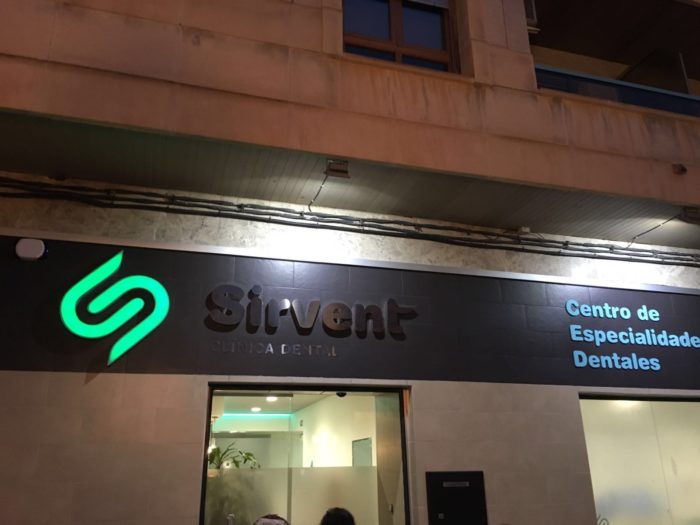 Sirvent
CLÍNICA DENTAL
Centro de
Especialidade
Dentales